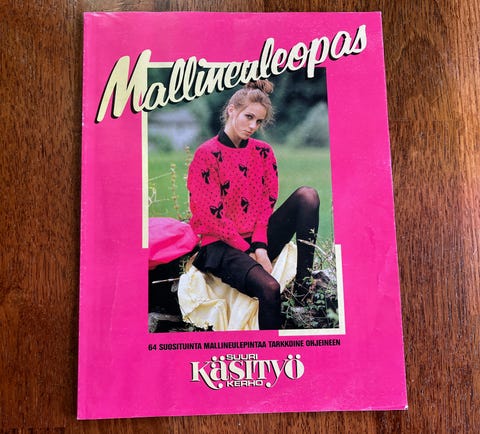 Mallineuleopas
64 SUOSITUINTA MALLINEULEPINTAA TARKKOINE OHJEINEEN
SUURI
KÄSITYÖ
KERHO